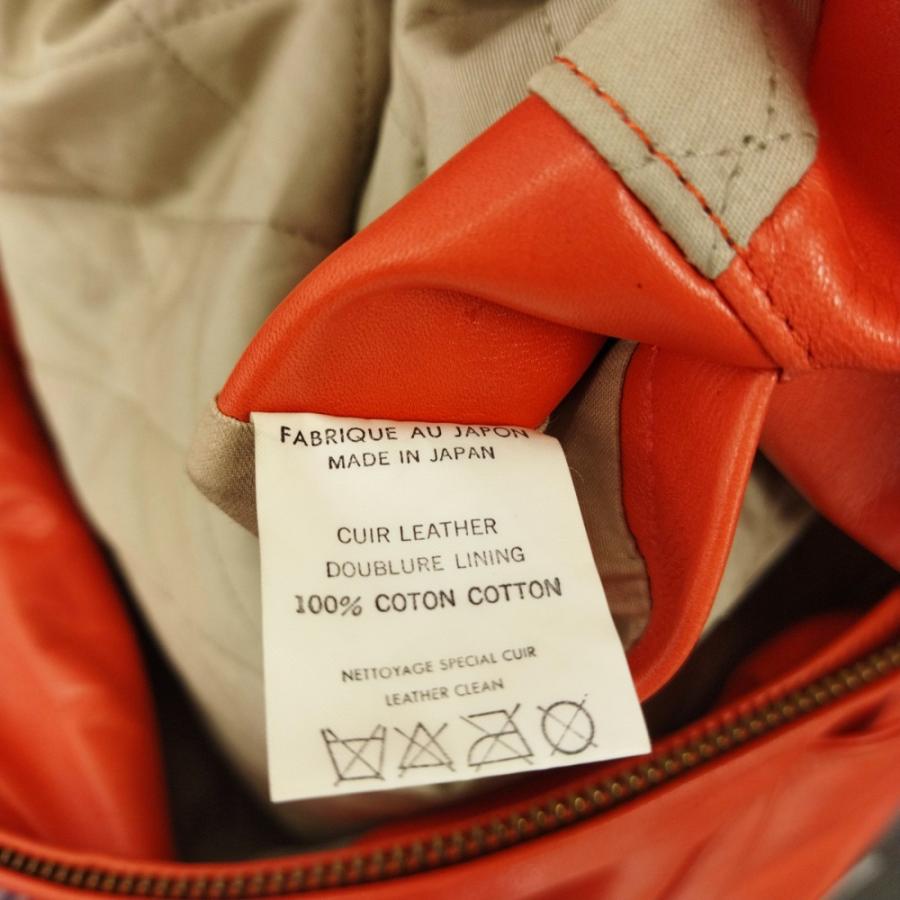 FABRIQUE AU JAPON
MADE IN JAPAN
CUIR LEATHER
DOUBLURE LINING
100% COTON COTTON
NETTOYAGE SPECIAL CUIR
LEATHER CLEAN